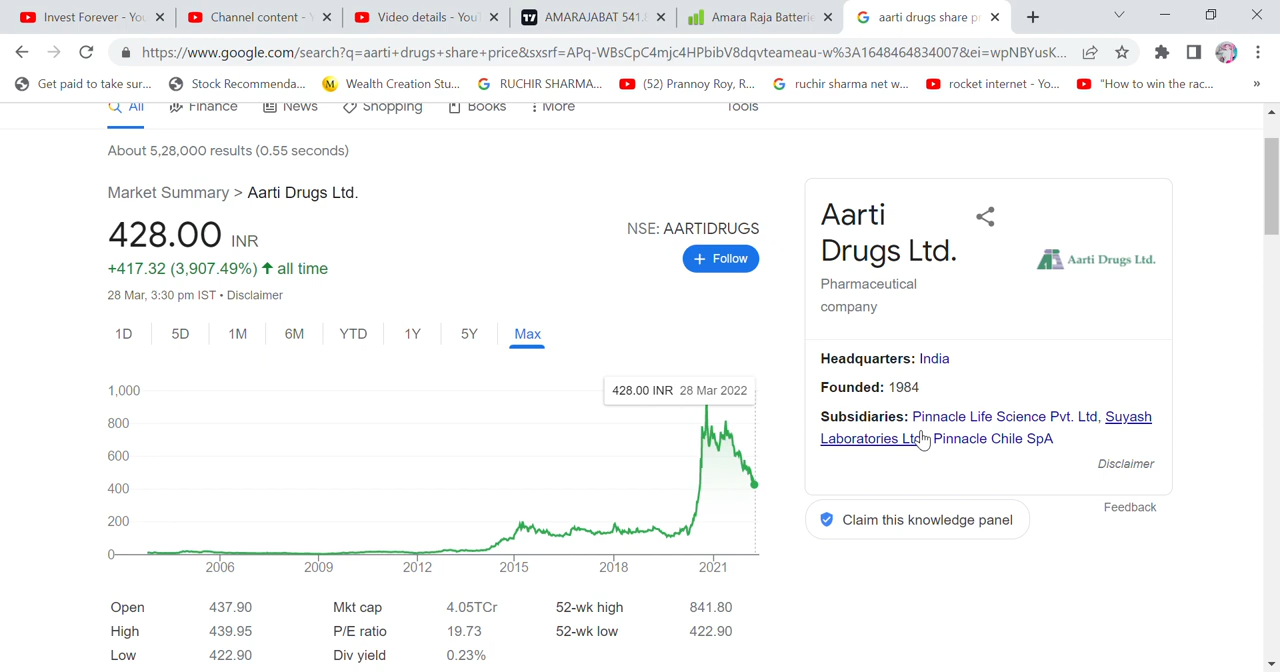 Invest Forever - You
Channel content -
Video details - YouT
AMARAJABAT 541.
Amara Raja Batterie
aarti drugs share pr
https://www.google.com/search?q=aarti+drugs+share+price&sxsrf=APq-WBsCpC4mjc4HPbibV8dqvteameau-w%3A1648464834007&ei=wpNBYusK...
Get paid to take sur...
Stock Recommenda...
Wealth Creation Stu...
RUCHIR SHARMA...
(52) Prannoy Roy, R...
ruchir sharma net w...
rocket internet - Yo...
"How to win the rac...
»
All
Finance
News
Shopping
Books
More
Tools
About 5,28,000 results (0.55 seconds)
Market Summary > Aarti Drugs Ltd.
428.00 INR
NSE: AARTIDRUGS
+ Follow
+417.32 (3,907.49%) ↑ all time
28 Mar, 3:30 pm IST • Disclaimer
1D 5D 1M 6M YTD 1Y 5Y Max
428.00 INR 28 Mar 2022
1,000
800
600
400
200
0
2006 2009 2012 2015 2018 2021
Open 437.90 Mkt cap 4.05TCr 52-wk high 841.80
High 439.95 P/E ratio 19.73 52-wk low 422.90
Low 422.90 Div yield 0.23%
Aarti
Drugs Ltd.
Aarti Drugs Ltd.
Pharmaceutical
company
Headquarters: India
Founded: 1984
Subsidiaries: Pinnacle Life Science Pvt. Ltd, Suyash
Laboratories Ltd, Pinnacle Chile SpA
Disclaimer
Feedback
Claim this knowledge panel